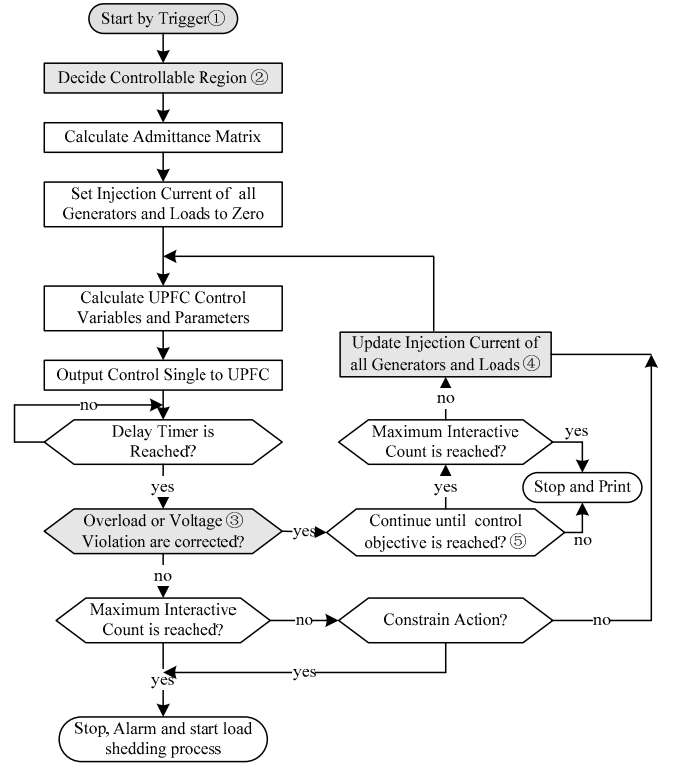 Start by Trigger①
Decide Controllable Region ②
Calculate Admittance Matrix
Set Injection Current of all
Generators and Loads to Zero
Calculate UPFC Control
Variables and Parameters
Update Injection Current of
all Generators and Loads ④
Output Control Single to UPFC
no
no
Delay Timer is
Reached?
Maximum Interactive
Count is reached?
yes
yes
yes
Stop and Print
Overload or Voltage ③
Violation are corrected?
yes
Continue until control
objective is reached? ⑤
no
no
Maximum Interactive
Count is reached?
no
Constrain Action?
no
yes
yes
Stop, Alarm and start load
shedding process